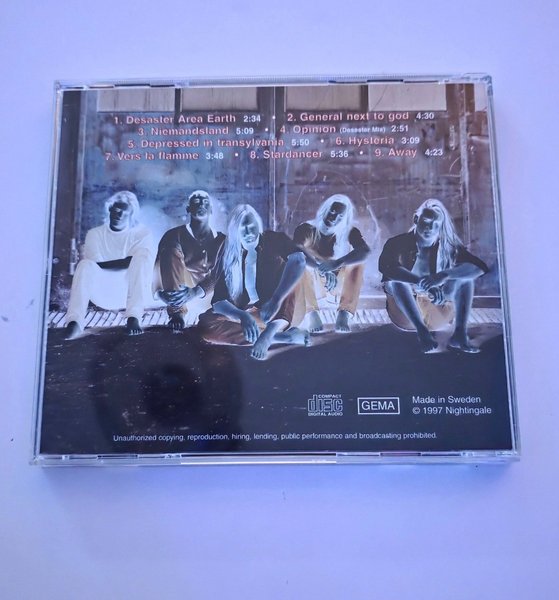 1. Desaster Area Earth 2:34 • 2. General next to god 4:30
3. Niemandsland 5:09 • 4. Opinion (Desaster Mix) 2:51
5. Depressed in transylvania 5:50 • 6. Hysteria 3:09
7. Vers la flamme 3:48 • 8. Stardancer 5:36 • 9. Away 4:23
COMPACT
disc
DIGITAL AUDIO
GEMA
Made in Sweden
© 1997 Nightingale
Unauthorized copying, reproduction, hiring, lending, public performance and broadcasting prohibited.